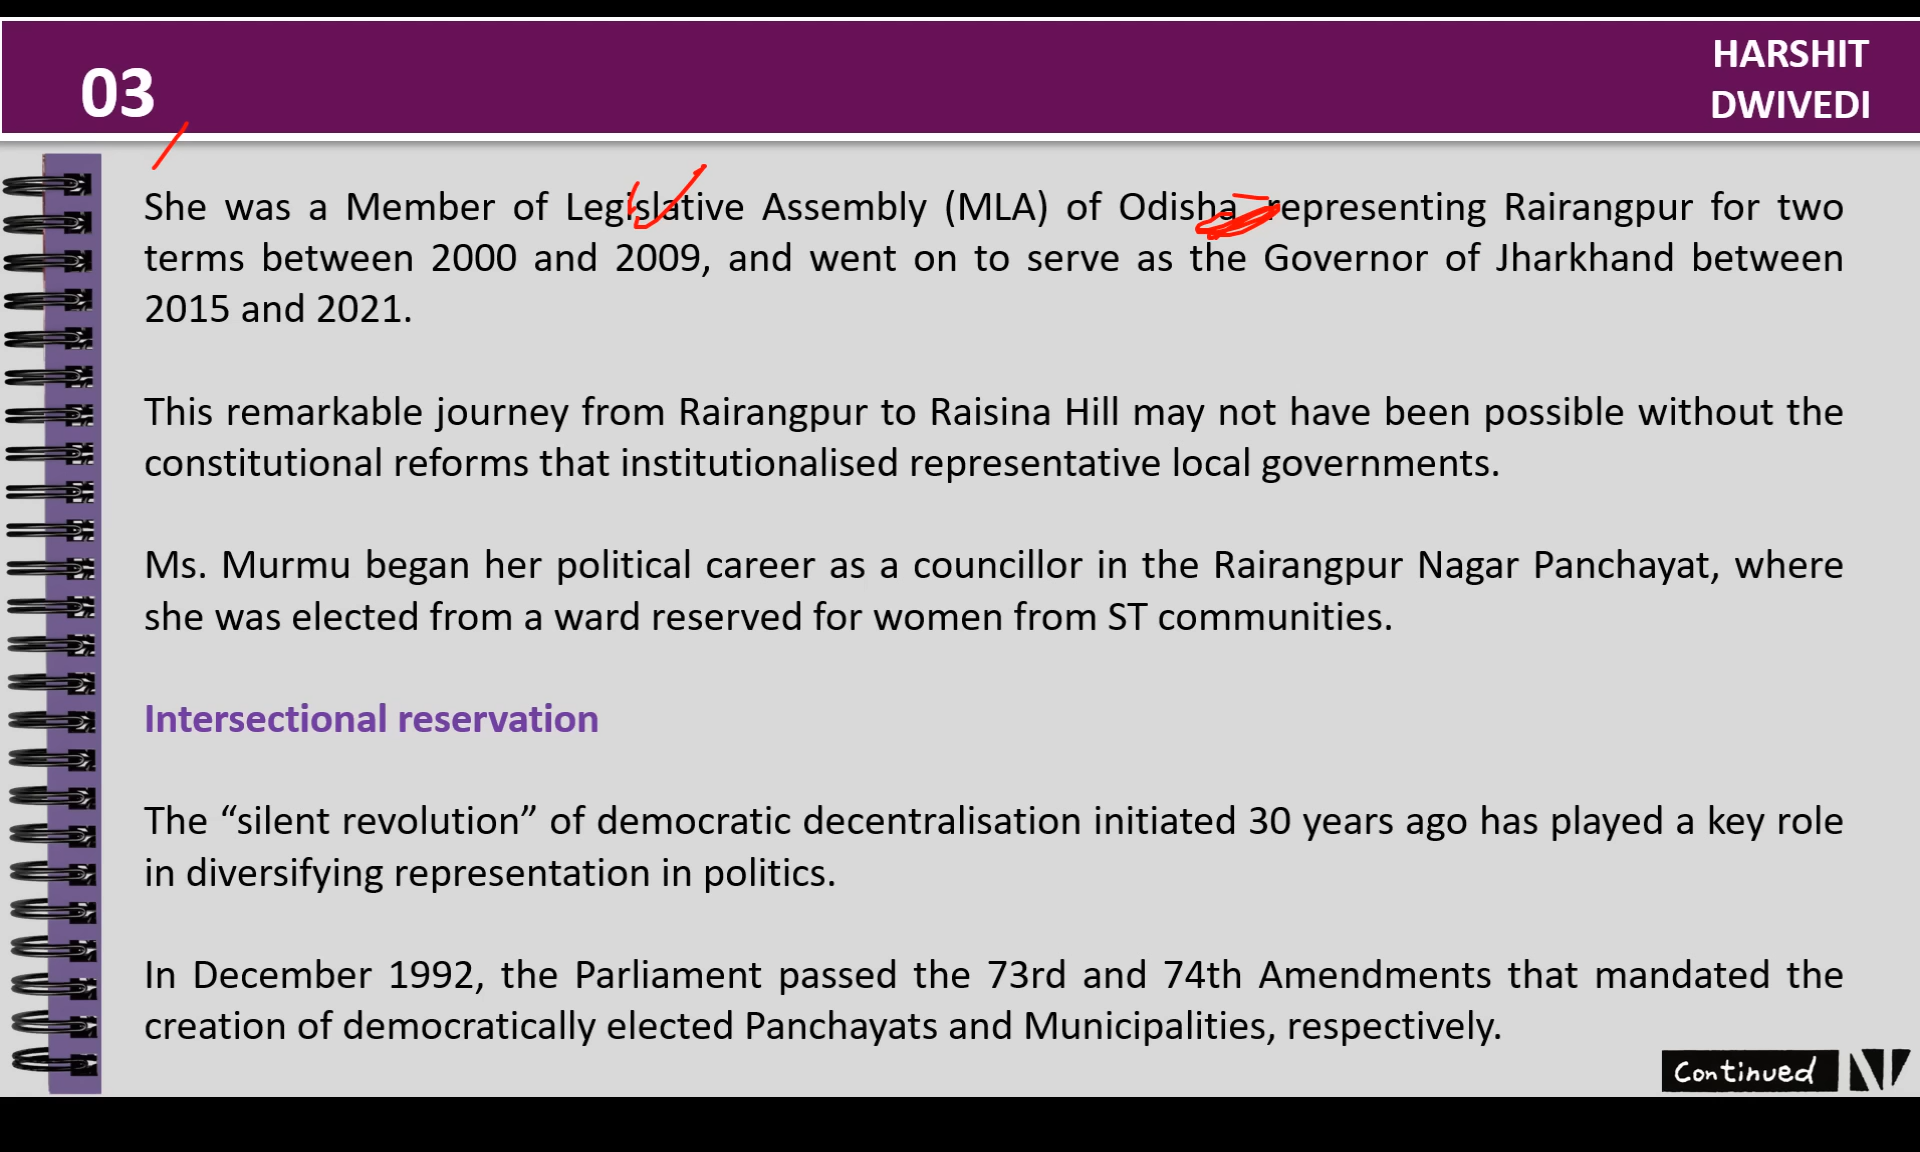 03
HARSHIT
DWIVEDI
She was a Member of Legislative Assembly (MLA) of Odisha representing Rairangpur for two
terms between 2000 and 2009, and went on to serve as the Governor of Jharkhand between
2015 and 2021.
This remarkable journey from Rairangpur to Raisina Hill may not have been possible without the
constitutional reforms that institutionalised representative local governments.
Ms. Murmu began her political career as a councillor in the Rairangpur Nagar Panchayat, where
she was elected from a ward reserved for women from ST communities.
Intersectional reservation
The “silent revolution” of democratic decentralisation initiated 30 years ago has played a key role
in diversifying representation in politics.
In December 1992, the Parliament passed the 73rd and 74th Amendments that mandated the
creation of democratically elected Panchayats and Municipalities, respectively.
Continued